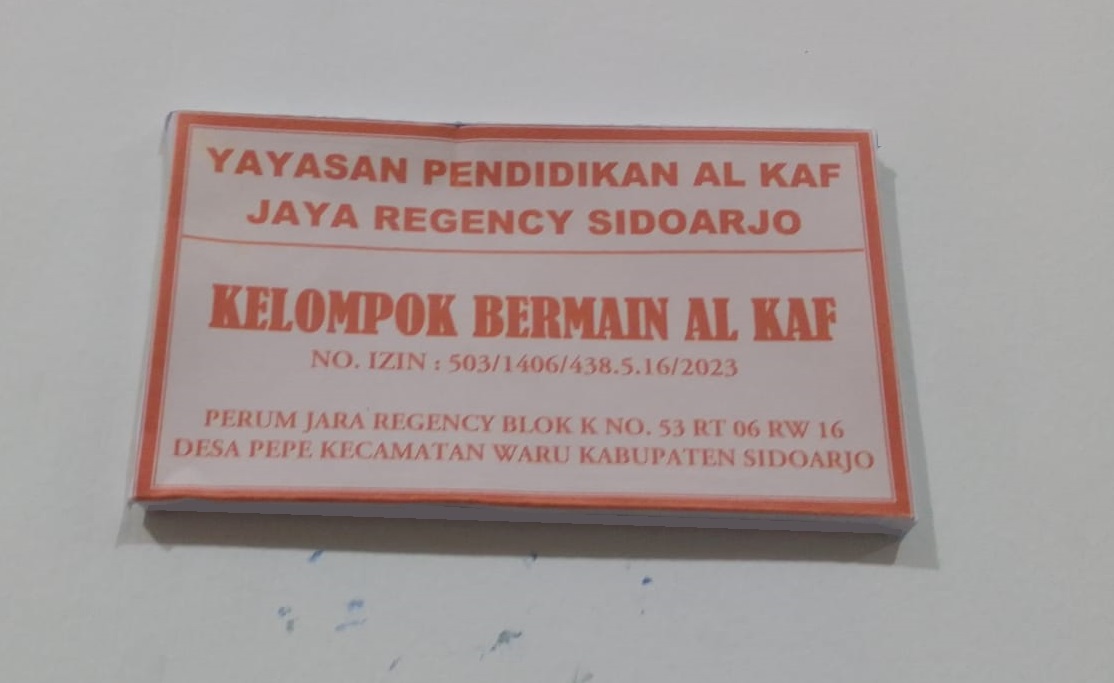 YAYASAN PENDIDIKAN AL KAF
JAYA REGENCY SIDOARJO
KELOMPOK BERMAIN AL KAF
NO. IZIN : 503/1406/438.5.16/2023
PERUM JARA REGENCY BLOK K NO. 53 RT 06 RW 16
DESA PEPE KECAMATAN WARU KABUPATEN SIDOARJO